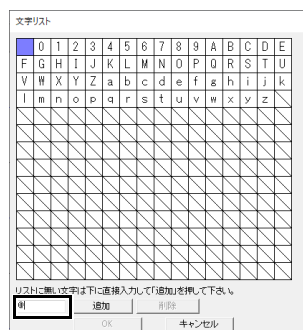 文字リスト
0 1 2 3 4 5 6 7 8 9 A B C D E
F G H I J K L M N O P Q R S T U
V W X Y Z a b c d e f g h i j k
l m n o p q r s t u v w x y z
リストに無い文字は下に直接入力して「追加」を押して下さい。
@ 追加 削除
OK キャンセル